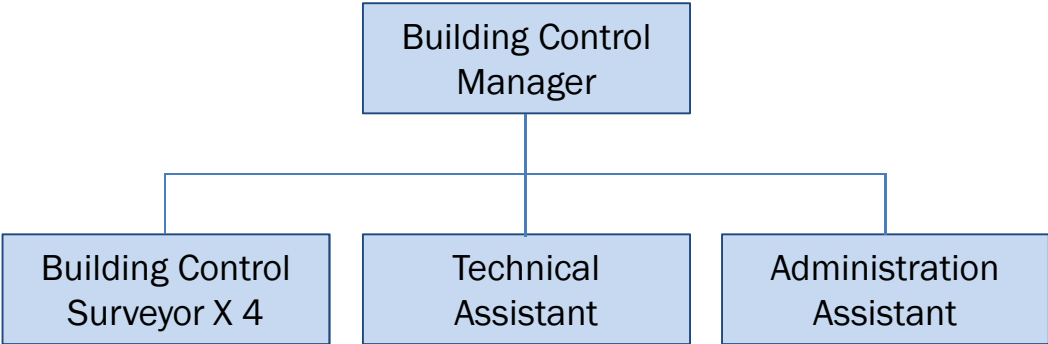 Building Control
Manager
Building Control
Surveyor X 4
Technical
Assistant
Administration
Assistant